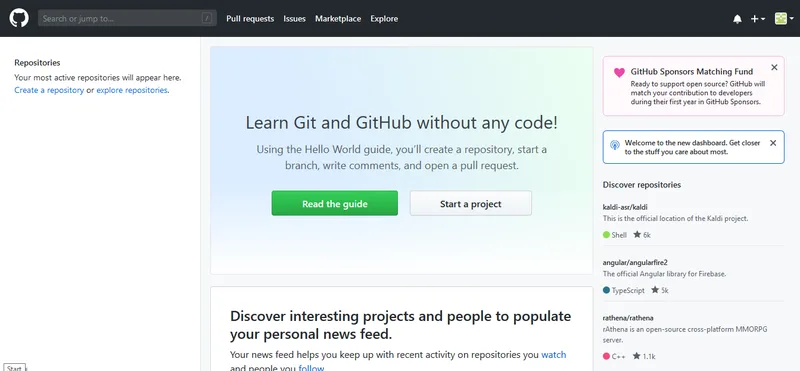 Search or jump to...
/
Pull requests
Issues
Marketplace
Explore
Repositories
Your most active repositories will appear here.
Create a repository or explore repositories.
Learn Git and GitHub without any code!
Using the Hello World guide, you'll create a repository, start a
branch, write comments, and open a pull request.
Read the guide
Start a project
Discover interesting projects and people to populate
your personal news feed.
Your news feed helps you keep up with recent activity on repositories you watch
and people you follow.
GitHub Sponsors Matching Fund
Ready to support open source? GitHub will
match your contribution to developers
during their first year in GitHub Sponsors.
Welcome to the new dashboard. Get closer
to the stuff you care about most.
Discover repositories
kaldi-asr/kaldi
This is the official location of the Kaldi project.
Shell 6k
angular/angularfire2
The official Angular library for Firebase.
TypeScript 5k
rathena/rathena
rAthena is an open-source cross-platform MMORPG
server.
C++ 1.1k
Start